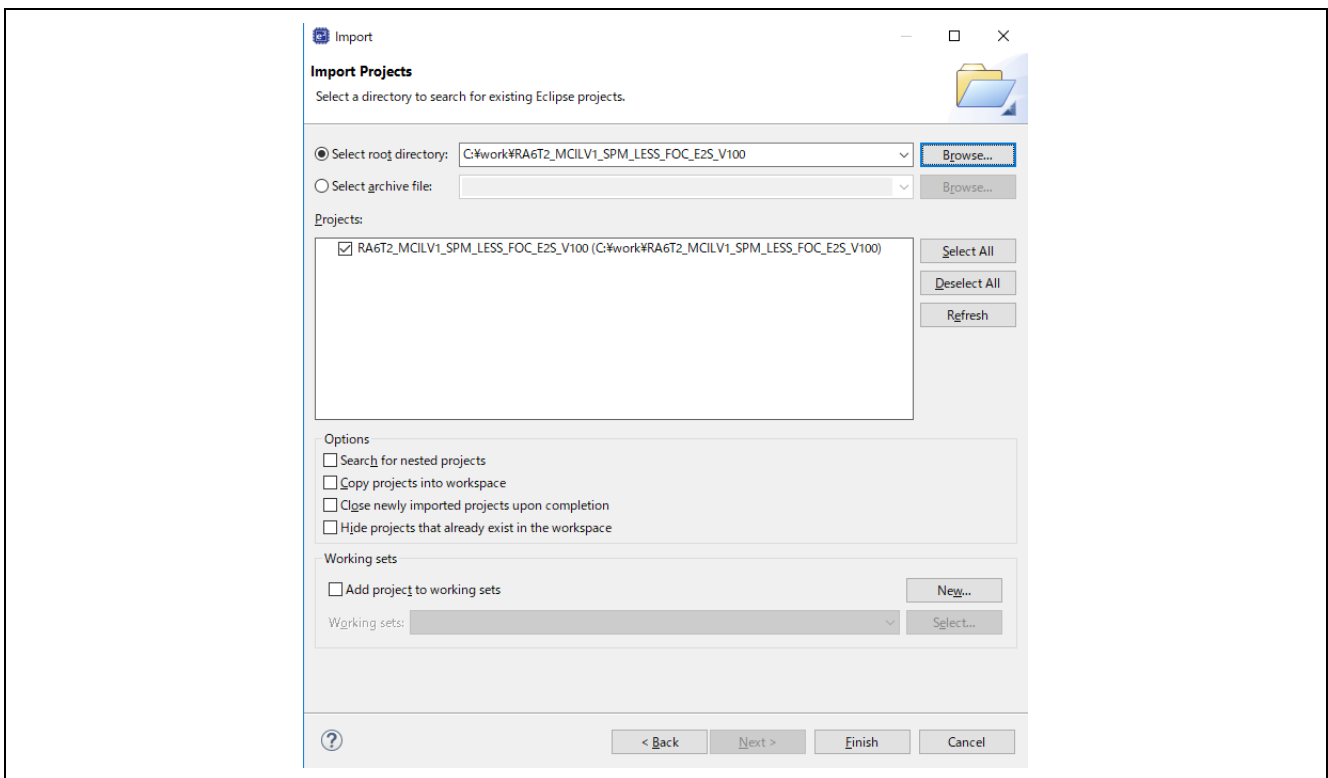 Import
Import Projects
Select a directory to search for existing Eclipse projects.
Select root directory: C:¥work¥RA6T2_MCILV1_SPM_LESS_FOC_E2S_V100 Browse...
Select archive file: Browse...
Projects:
RA6T2_MCILV1_SPM_LESS_FOC_E2S_V100 (C:¥work¥RA6T2_MCILV1_SPM_LESS_FOC_E2S_V100)
Select All
Deselect All
Refresh
Options
Search for nested projects
Copy projects into workspace
Close newly imported projects upon completion
Hide projects that already exist in the workspace
Working sets
Add project to working sets New...
Working sets: Select...
? < Back Next > Finish Cancel